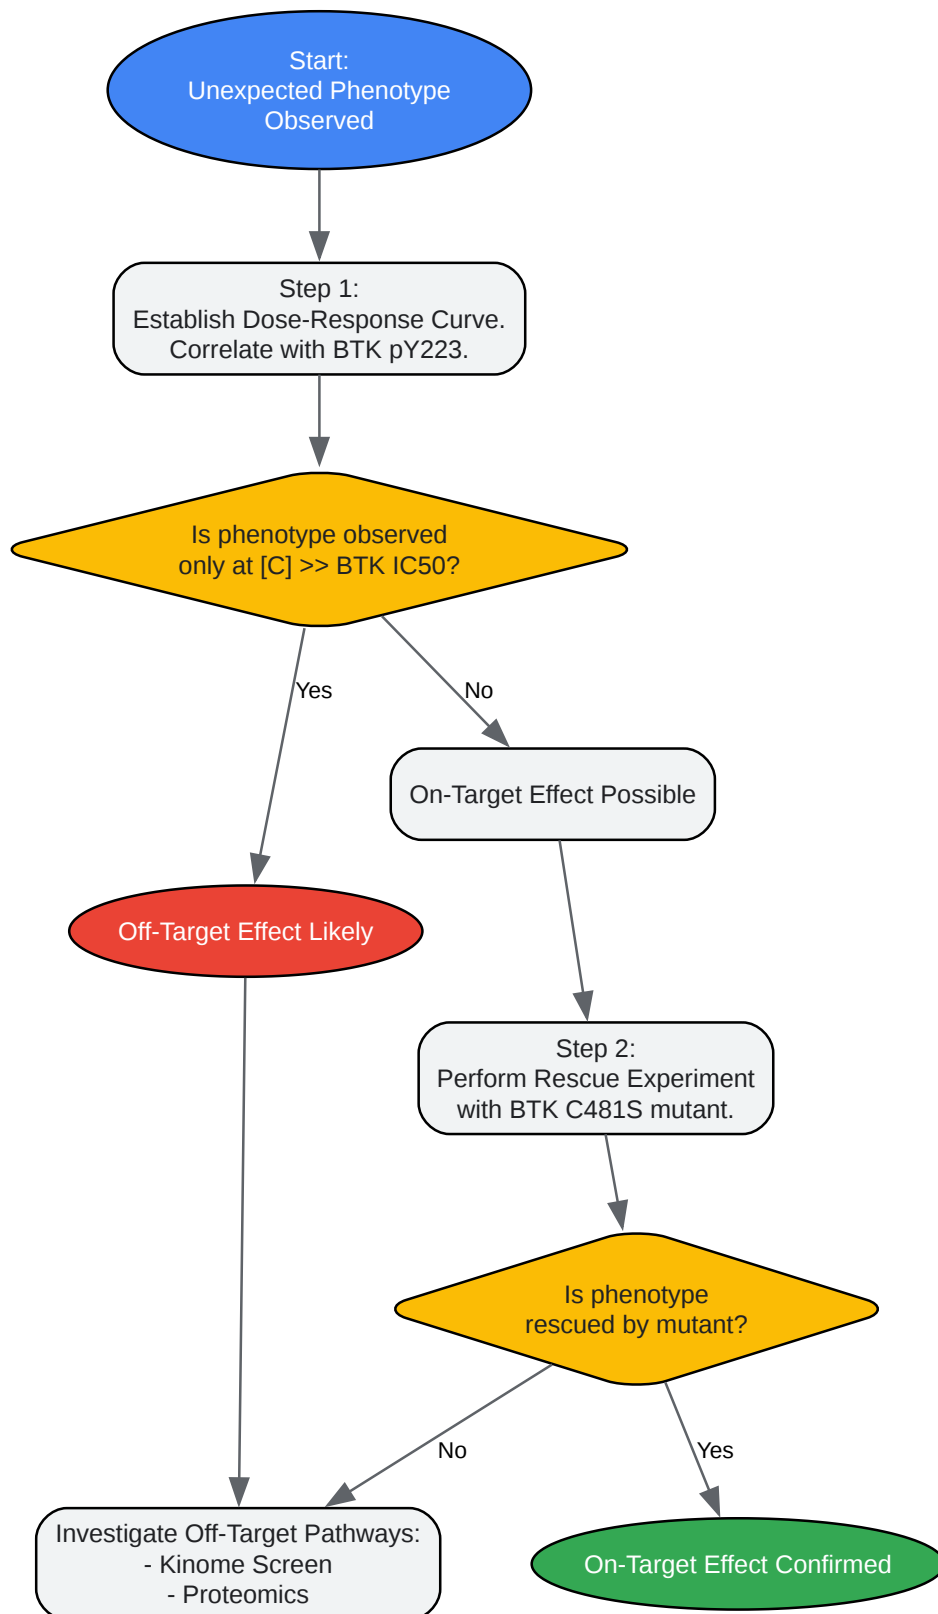 Start:
Unexpected Phenotype
Observed
Step 1:
Establish Dose-Response Curve.
Correlate with BTK pY223.
Is phenotype observed
only at [C] >> BTK IC50?
Yes
No
On-Target Effect Possible
Off-Target Effect Likely
Step 2:
Perform Rescue Experiment
with BTK C481S mutant.
Is phenotype
rescued by mutant?
No
Yes
Investigate Off-Target Pathways:
- Kinome Screen
- Proteomics
On-Target Effect Confirmed